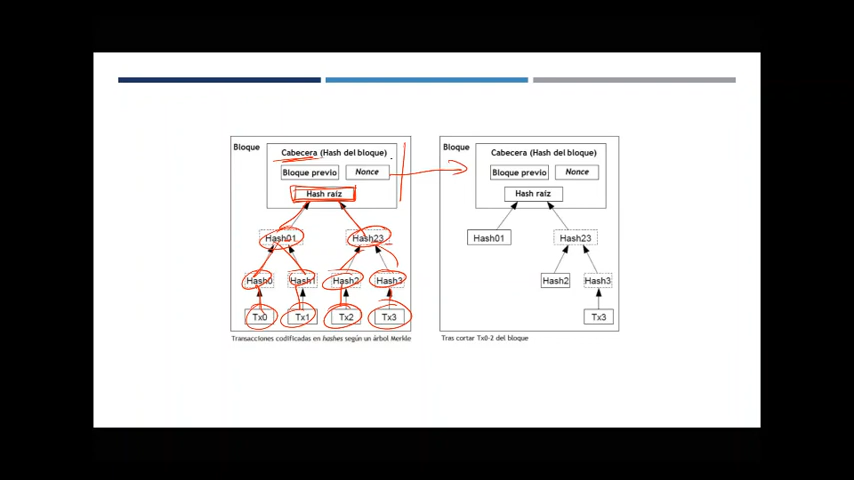 Bloque
Cabecera (Hash del bloque)
Bloque previo
Nonce
Hash raíz
Hash01
Hash23
Hash0
Hash1
Hash2
Hash3
Tx0
Tx1
Tx2
Tx3
Transacciones codificadas en hashes según un árbol Merkle
Bloque
Cabecera (Hash del bloque)
Bloque previo
Nonce
Hash raíz
Hash01
Hash23
Hash2
Hash3
Tx3
Tras cortar Tx0-2 del bloque